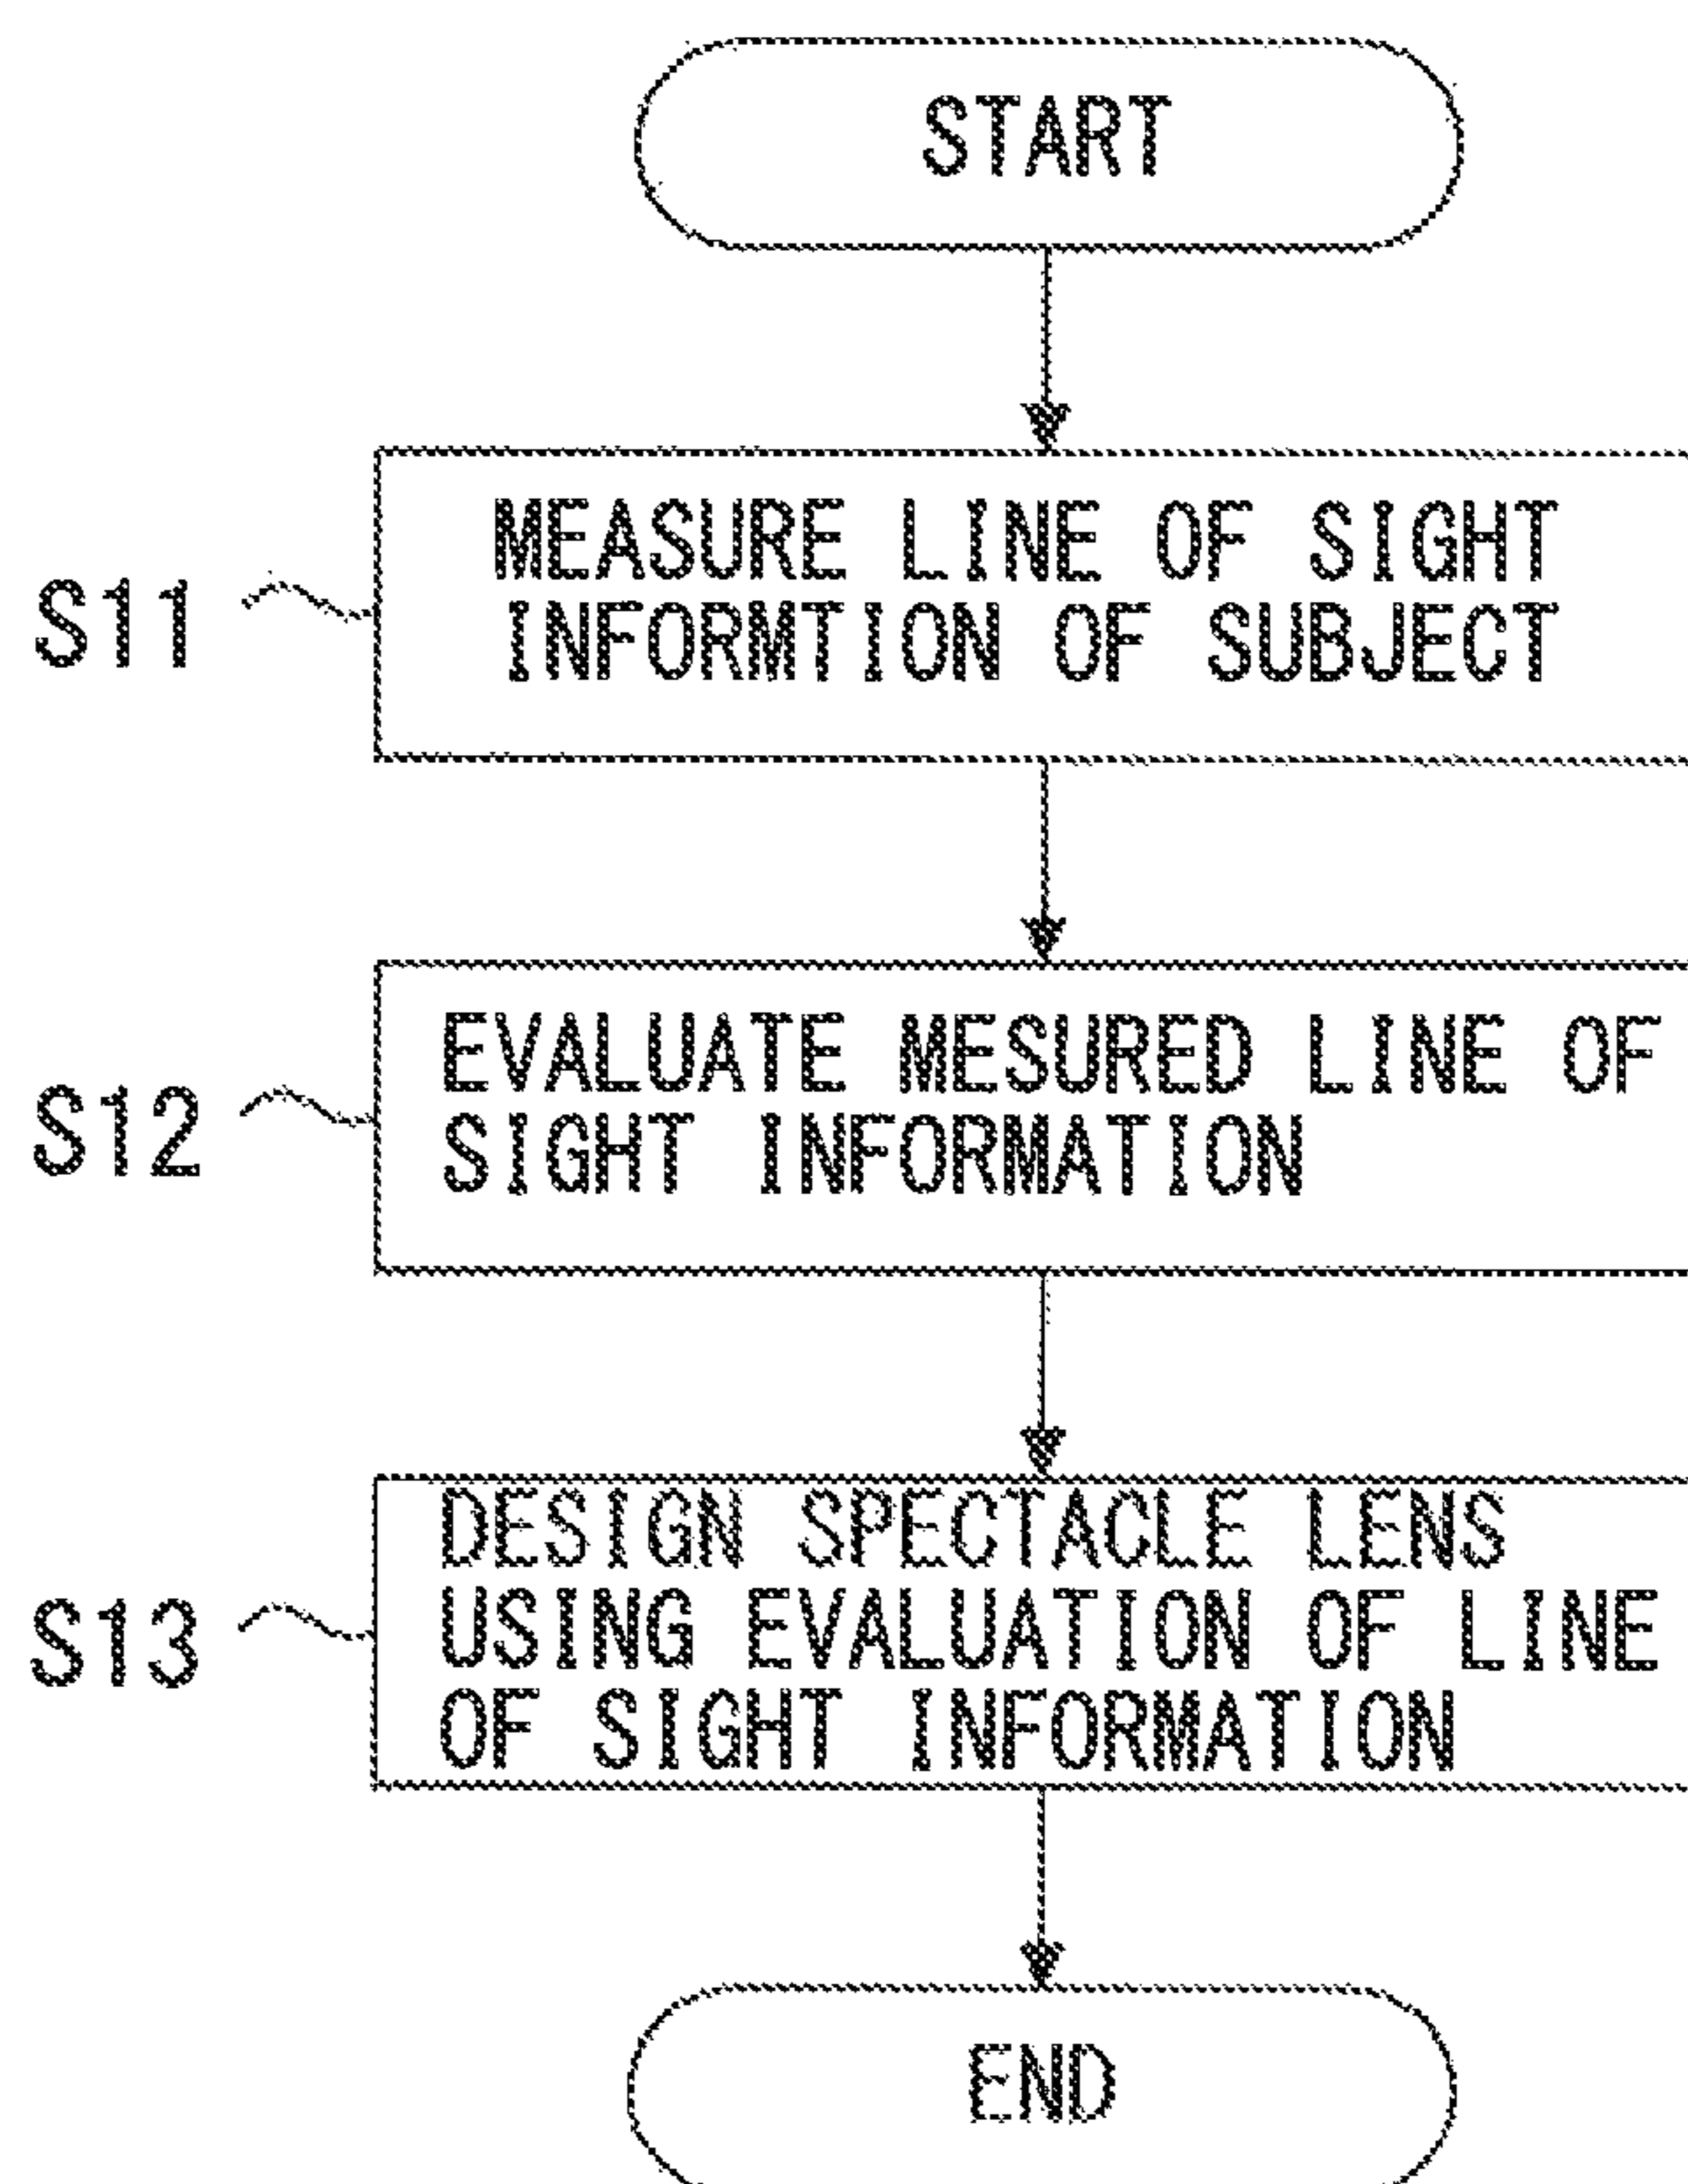 START
S11
MEASURE LINE OF SIGHT
INFORMTION OF SUBJECT
S12
EVALUATE MESURED LINE OF
SIGHT INFORMATION
S13
DESIGN SPECTACLE LENS
USING EVALUATION OF LINE
OF SIGHT INFORMATION
END